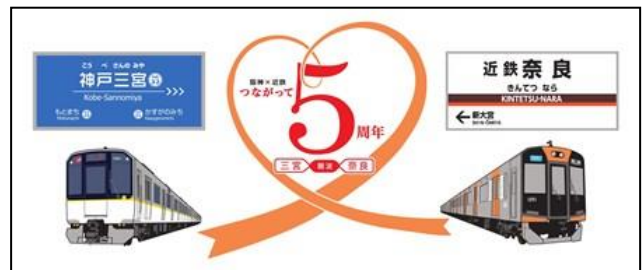 こう べ さんのみや
神戸三宮
Kobe-Sannomiya
>>>
もとまち
かすがのみち
阪神×近鉄
つながって
5
周年
三宮 難波 奈良
近鉄奈良
きんてつ なら
KINTETSU-NARA
←新大宮